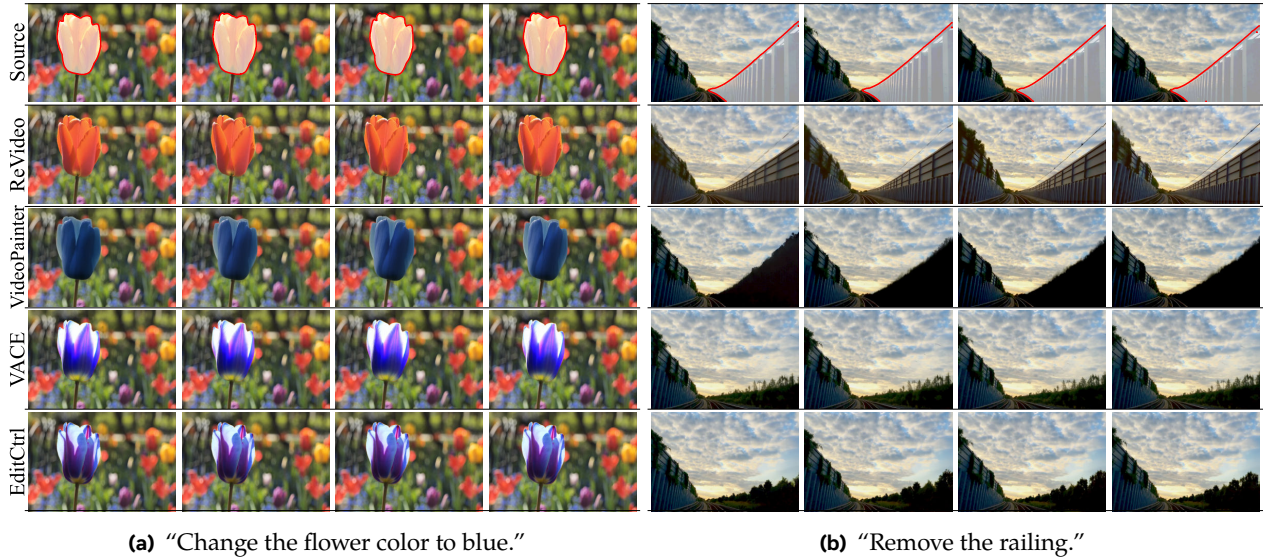 Source
ReVideo
VideoPainter
VACE
EditCtrl
(a) “Change the flower color to blue.”
(b) “Remove the railing.”